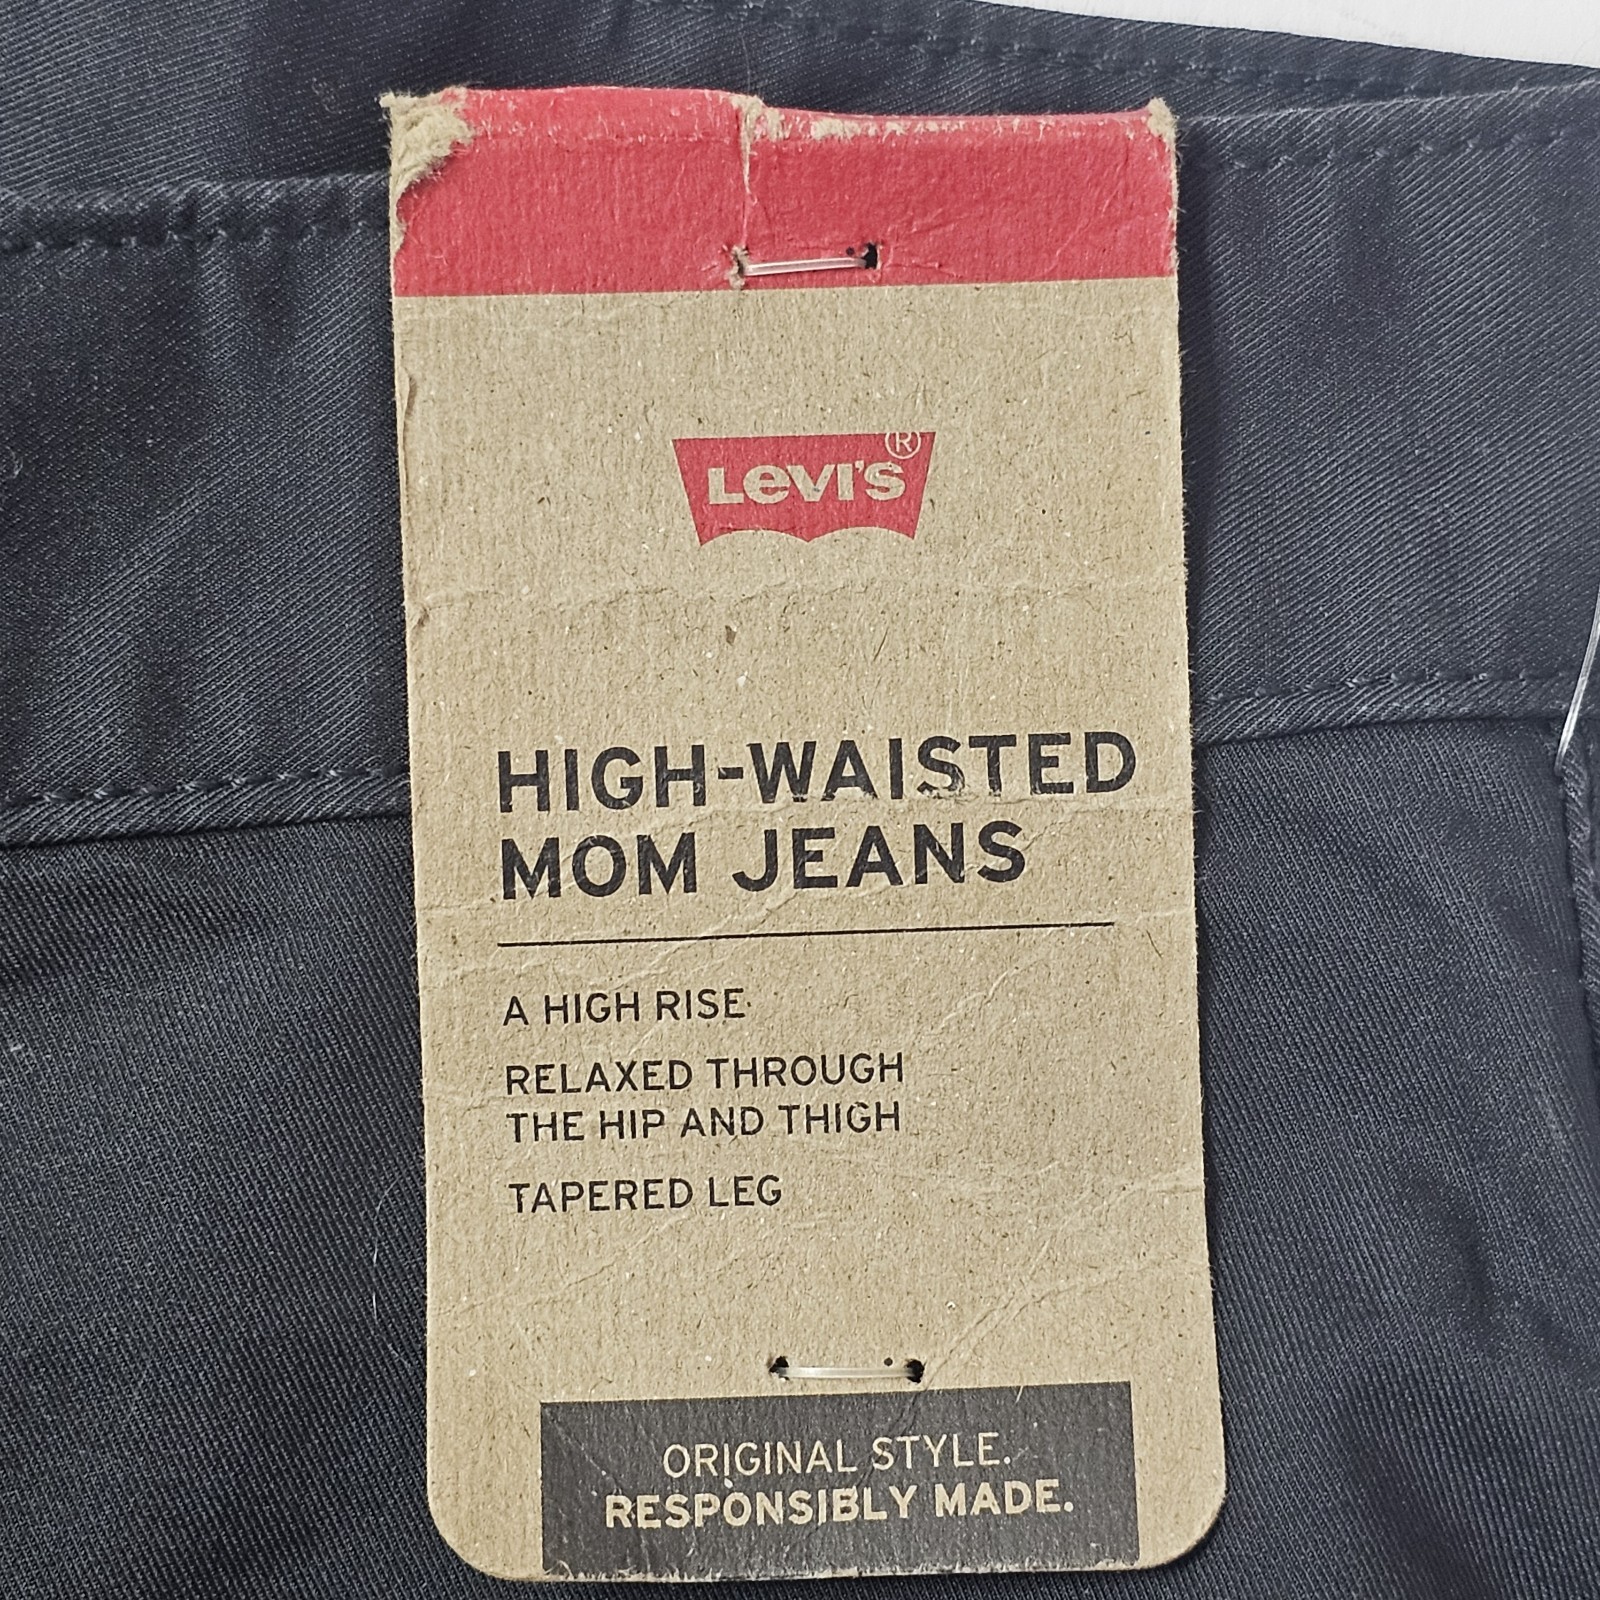 Levi's®
HIGH-WAISTED
MOM JEANS
A HIGH RISE
RELAXED THROUGH
THE HIP AND THIGH
TAPERED LEG
ORIGINAL STYLE.
RESPONSIBLY MADE.